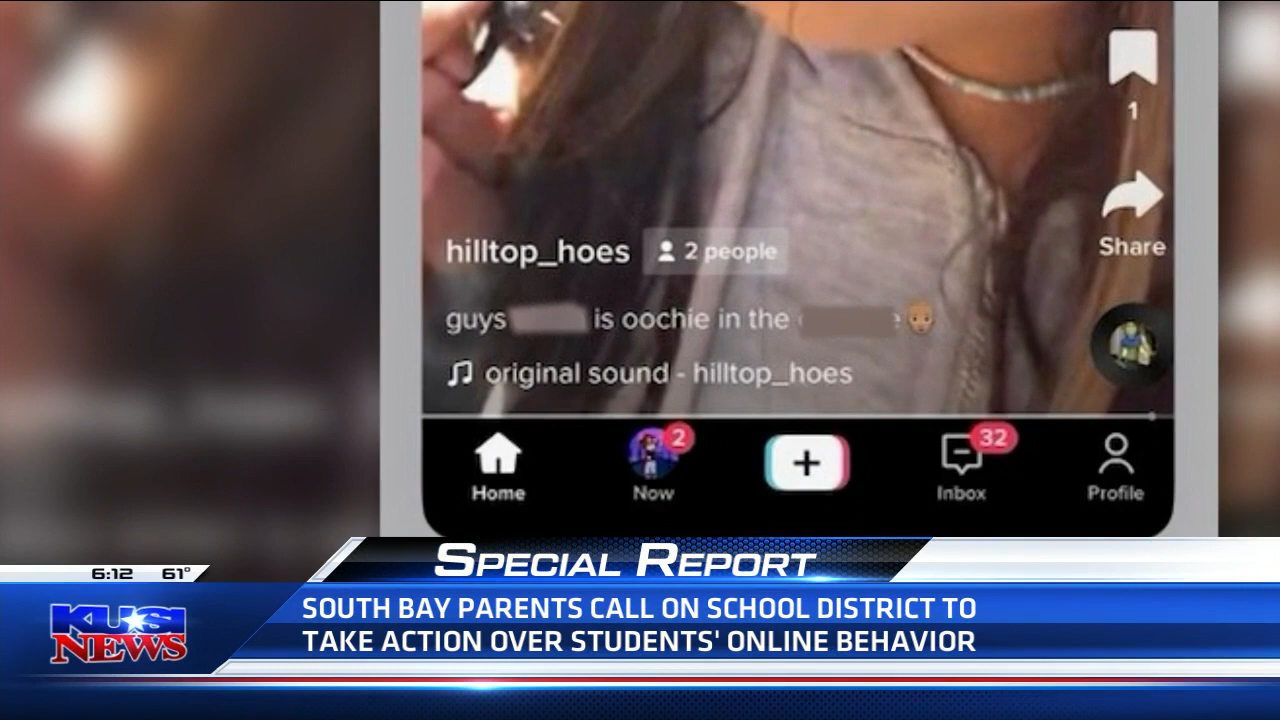 1
Share
hilltop_hoes 2 people
guys is oochie in the
original sound - hilltop_hoes
2
32
Home
Now
Inbox
Profile
SPECIAL REPORT
6:12 61°
KUSI
NEWS
SOUTH BAY PARENTS CALL ON SCHOOL DISTRICT TO
TAKE ACTION OVER STUDENTS' ONLINE BEHAVIOR